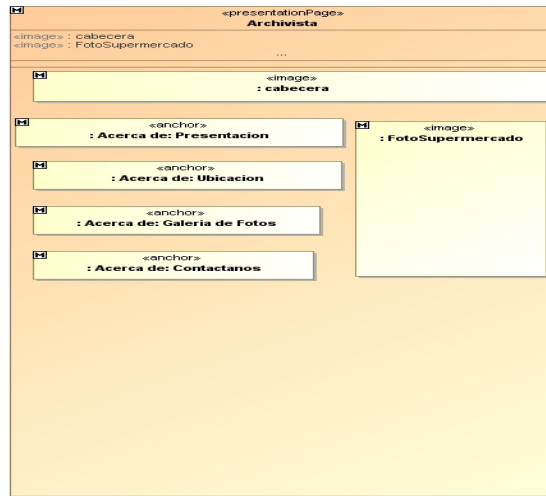 «presentationPage»
Archivista
«image» : cabecera
«image» : FotoSupermercado
...
«image»
: cabecera
«anchor»
: Acerca de: Presentacion
«image»
: FotoSupermercado
«anchor»
: Acerca de: Ubicacion
«anchor»
: Acerca de: Galeria de Fotos
«anchor»
: Acerca de: Contactanos